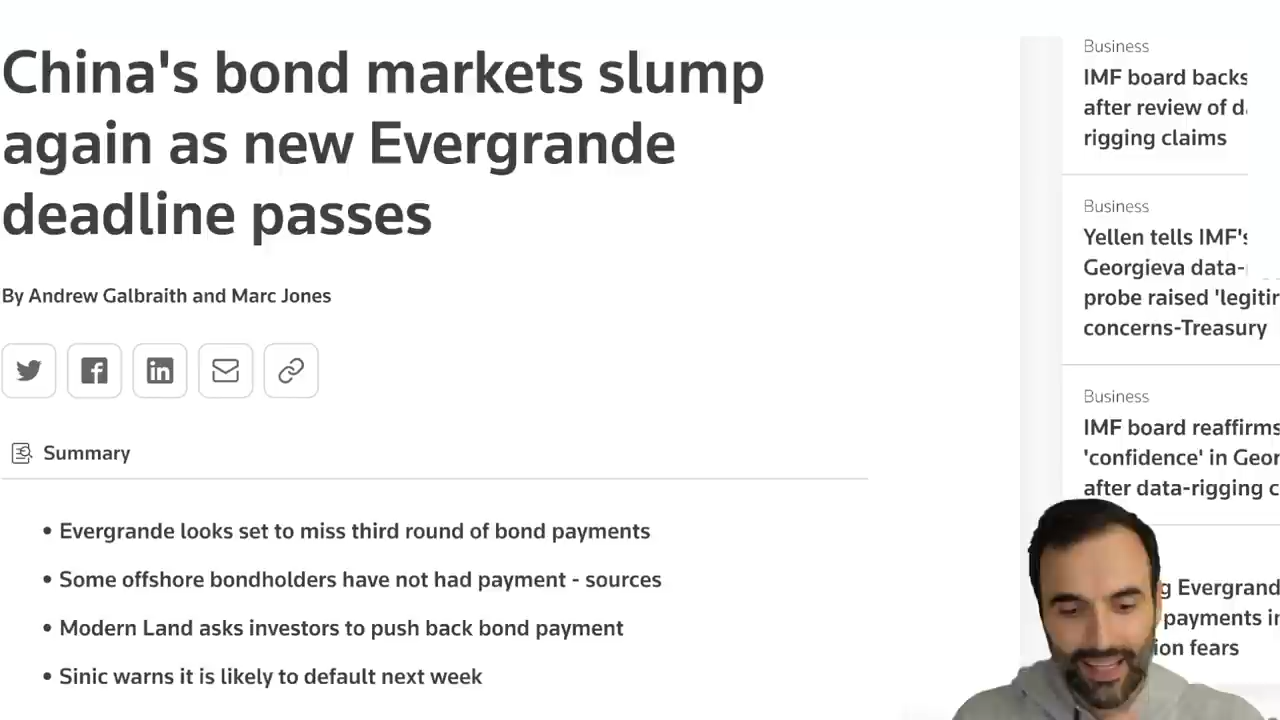 China's bond markets slump
again as new Evergrande
deadline passes
By Andrew Galbraith and Marc Jones
Summary
• Evergrande looks set to miss third round of bond payments
• Some offshore bondholders have not had payment - sources
• Modern Land asks investors to push back bond payment
• Sinic warns it is likely to default next week
Business
IMF board backs
after review of
rigging claims
Business
Yellen tells IMF's
Georgieva data-
probe raised
concerns-Treasury
Business
IMF board reaffirms
'confidence' in
after data-rigging
payments
fears